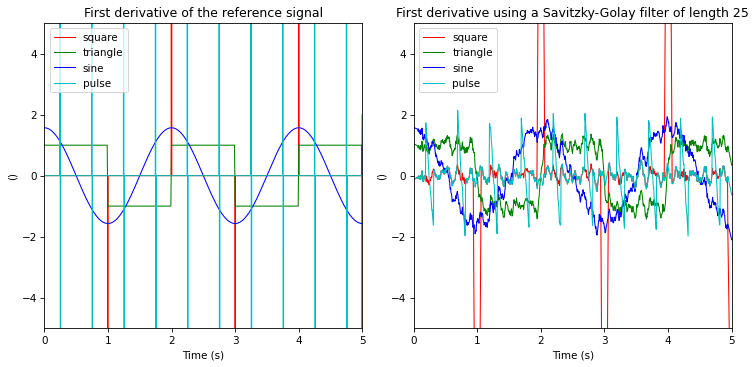 First derivative of the reference signal
square
triangle
sine
pulse
4
2
0
−2
−4
()
0
1
2
3
4
5
Time (s)
First derivative using a Savitzky-Golay filter of length 25
square
triangle
sine
pulse
4
2
0
−2
−4
()
0
1
2
3
4
5
Time (s)